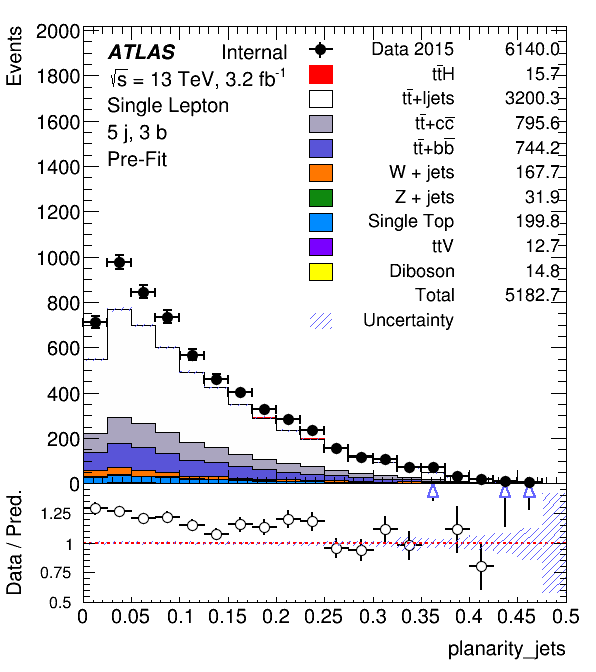 Events
2000
1800
1600
1400
1200
1000
800
600
400
200
0
ATLAS Internal
√s = 13 TeV, 3.2 fb⁻¹
Single Lepton
5 j, 3 b
Pre-Fit
Data 2015 6140.0
tt̄H 15.7
tt̄+ljets 3200.3
tt̄+cc̄ 795.6
tt̄+bb̄ 744.2
W + jets 167.7
Z + jets 31.9
Single Top 199.8
ttV 12.7
Diboson 14.8
Total 5182.7
Uncertainty
Data / Pred.
1.25
1
0.75
0.5
0 0.05 0.1 0.15 0.2 0.25 0.3 0.35 0.4 0.45 0.5
planarity_jets